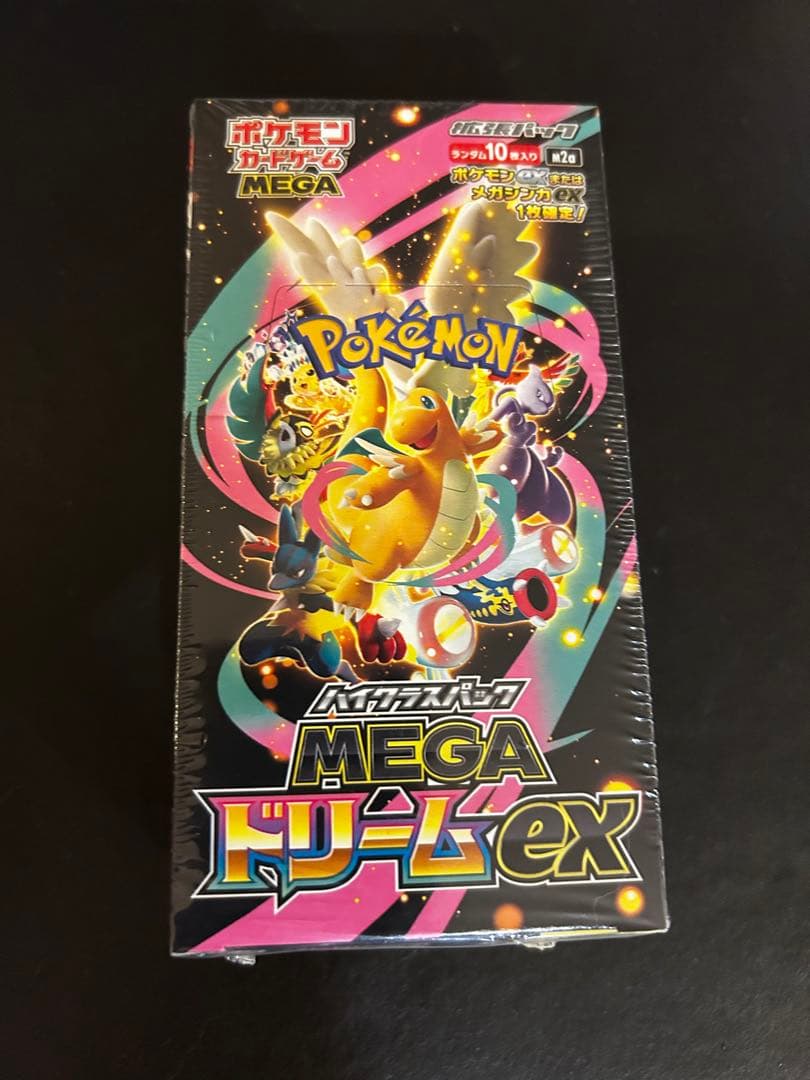 ポケモン
カードゲーム
MEGA
拡張パック
ランダム10枚入り
M2a
ポケモンexまたは
メガシンカex
1枚確定!
POKéMON
ハイクラスパック
MEGA
ドリームex